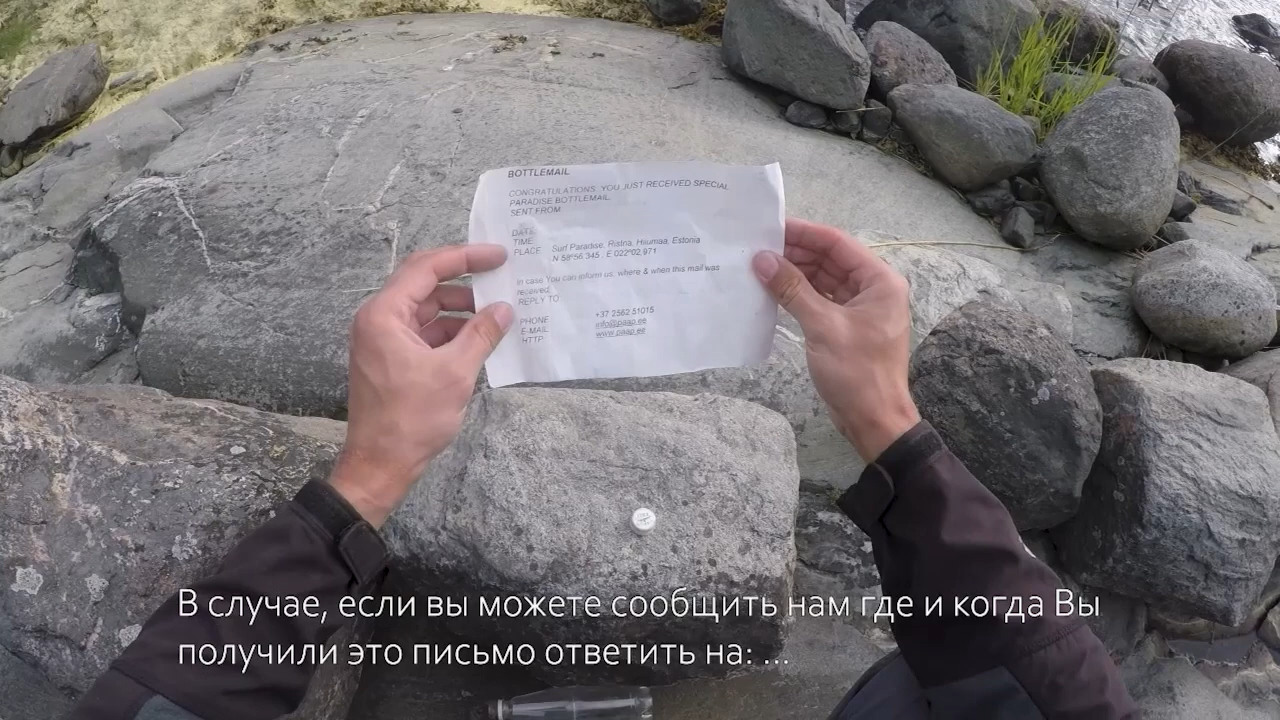 BOTTLEMAIL
CONGRATULATIONS, YOU JUST RECEIVED SPECIAL
PARADISE BOTTLEMAIL.
SENT FROM
DATE
TIME
PLACE Surf Paradise, Ristna, Hiiumaa, Estonia
N 58°56.345 , E 022°02.971
In case You can inform us, where & when this mail was
received,
REPLY TO:
PHONE +37 2562 51015
E-MAIL info@paap.ee
HTTP www.paap.ee
В случае, если вы можете сообщить нам где и когда Вы
получили это письмо ответить на: ...